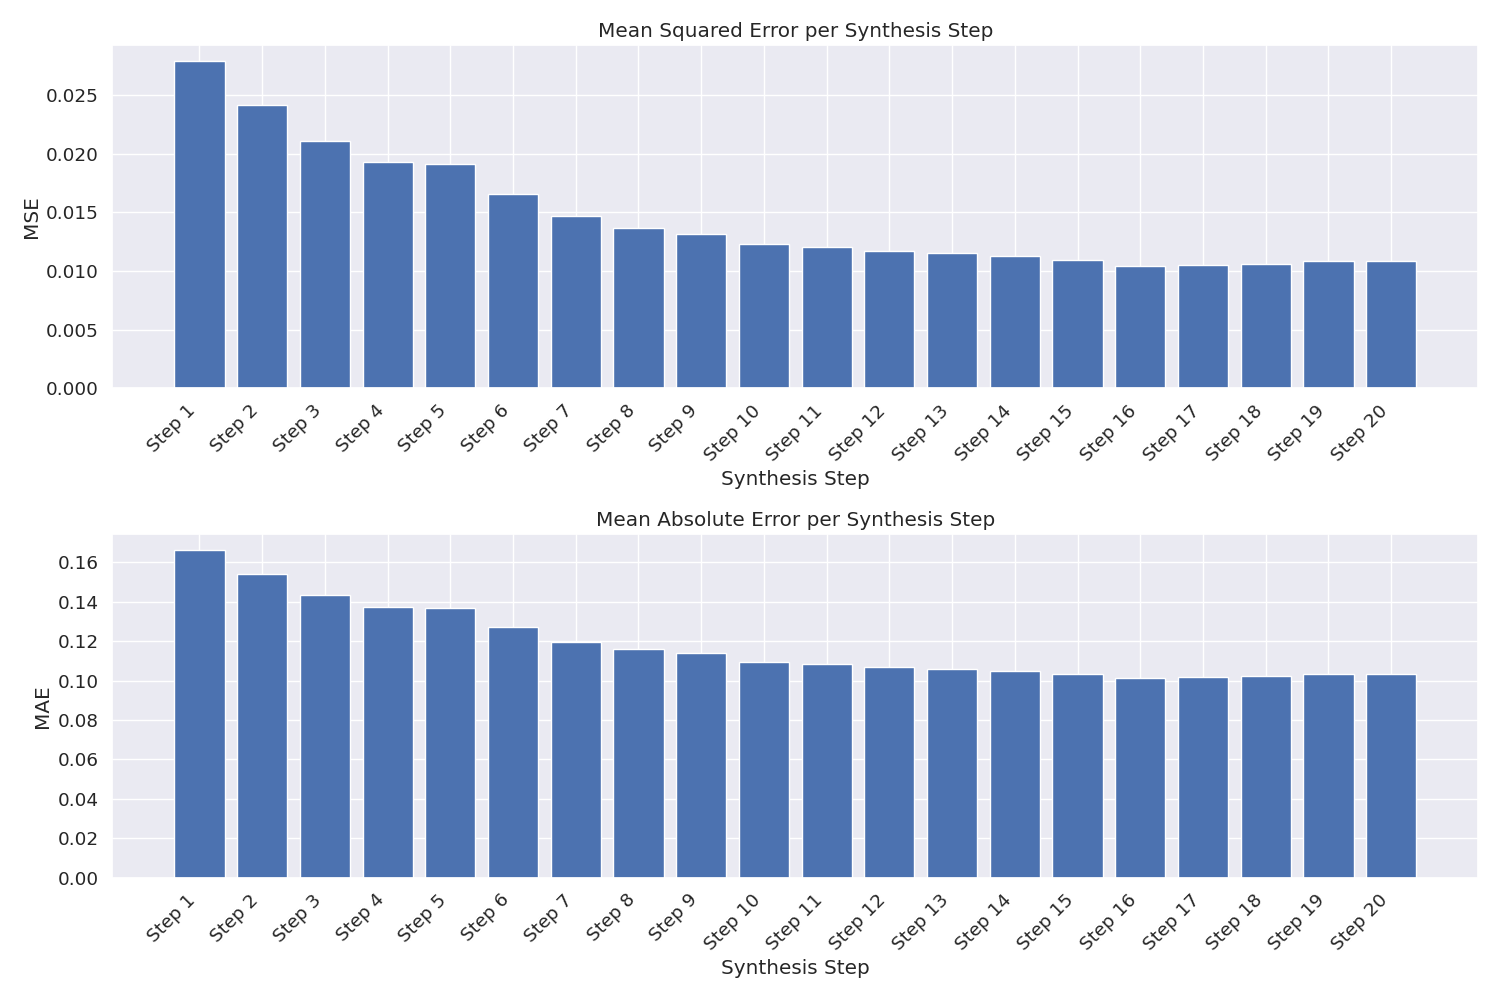 Mean Squared Error per Synthesis Step
MSE
0.025
0.020
0.015
0.010
0.005
0.000
Step 1
Step 2
Step 3
Step 4
Step 5
Step 6
Step 7
Step 8
Step 9
Step 10
Step 11
Step 12
Step 13
Step 14
Step 15
Step 16
Step 17
Step 18
Step 19
Step 20
Synthesis Step
Mean Absolute Error per Synthesis Step
MAE
0.16
0.14
0.12
0.10
0.08
0.06
0.04
0.02
0.00
Step 1
Step 2
Step 3
Step 4
Step 5
Step 6
Step 7
Step 8
Step 9
Step 10
Step 11
Step 12
Step 13
Step 14
Step 15
Step 16
Step 17
Step 18
Step 19
Step 20
Synthesis Step